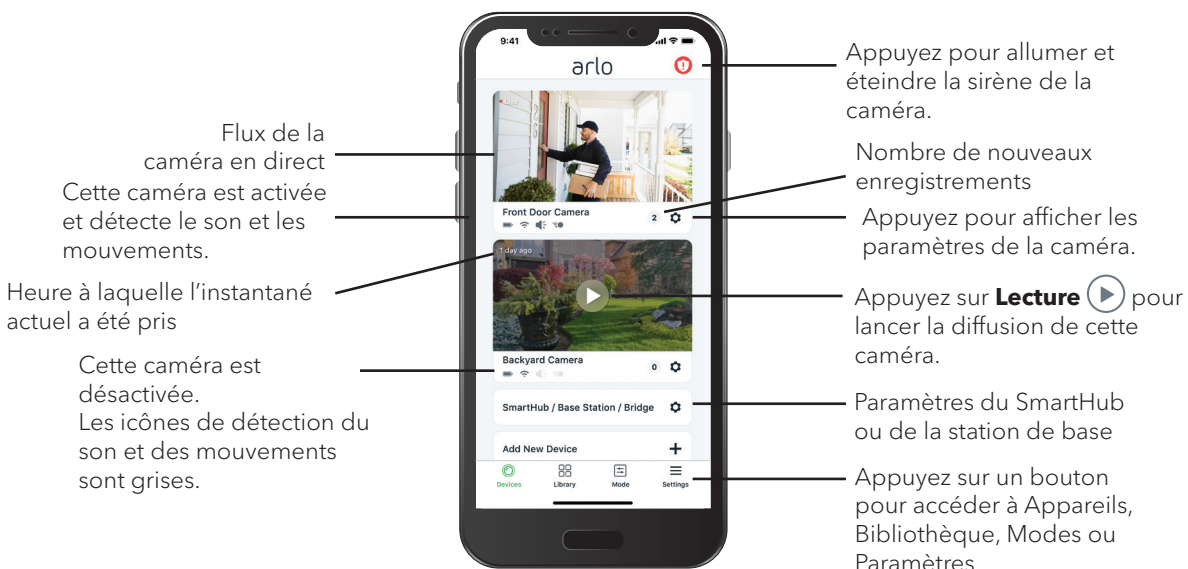 9:41
arlo
Live
Front Door Camera
2
1 day ago
Backyard Camera
0
SmartHub / Base Station / Bridge
Add New Device
Devices
Library
Mode
Settings
Flux de la
caméra en direct
Cette caméra est activée
et détecte le son et les
mouvements.
Heure à laquelle l’instantané
actuel a été pris
Cette caméra est
désactivée.
Les icônes de détection du
son et des mouvements
sont grises.
Appuyez pour allumer et
éteindre la sirène de la
caméra.
Nombre de nouveaux
enregistrements
Appuyez pour afficher les
paramètres de la caméra.
Appuyez sur Lecture pour
lancer la diffusion de cette
caméra.
Paramètres du SmartHub
ou de la station de base
Appuyez sur un bouton
pour accéder à Appareils,
Bibliothèque, Modes ou
Paramètres